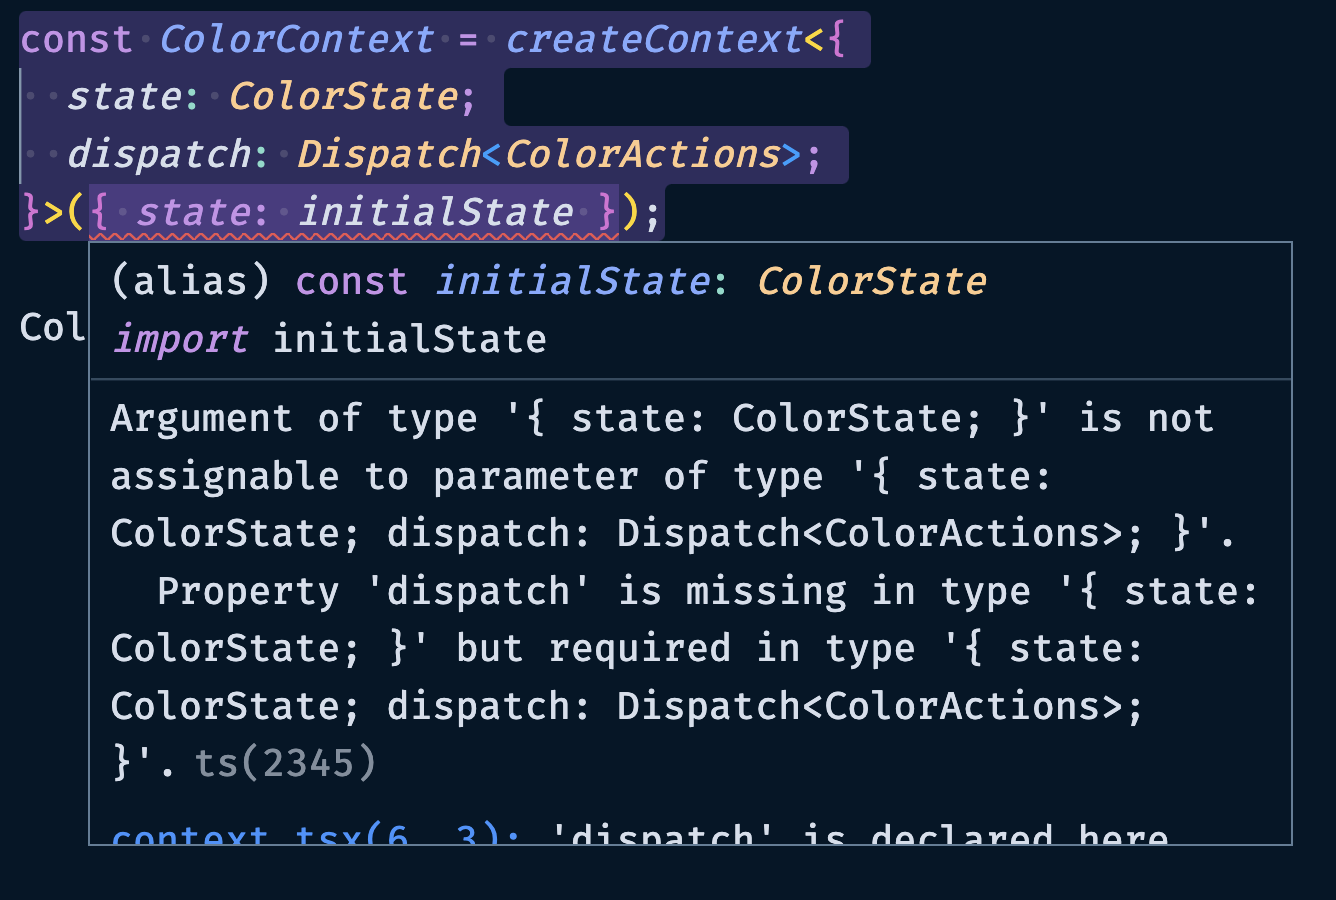 const ColorContext = createContext<{
state: ColorState;
dispatch: Dispatch<ColorActions>;
}>({ state: initialState });
(alias) const initialState: ColorState
import initialState
Col
Argument of type '{ state: ColorState; }' is not
assignable to parameter of type '{ state:
ColorState; dispatch: Dispatch<ColorActions>; }'.
Property 'dispatch' is missing in type '{ state:
ColorState; }' but required in type '{ state:
ColorState; dispatch: Dispatch<ColorActions>;
}'. ts(2345)
context.tsx(6, 3): 'dispatch' is declared here